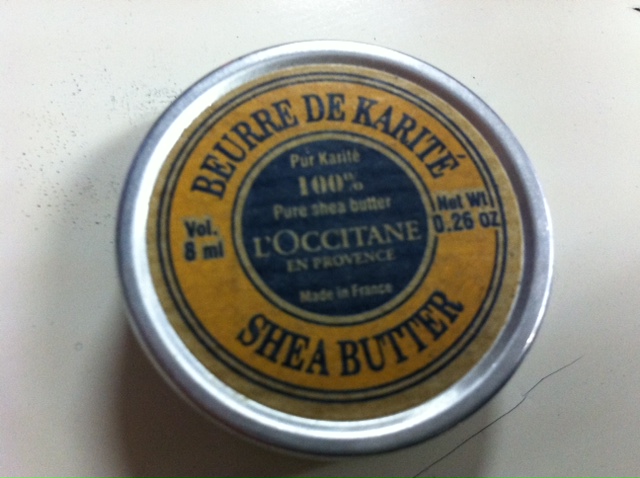 BEURRE DE KARITÉ
Pur Karité
100%
Pure shea butter
L'OCCITANE
EN PROVENCE
Made in France
Vol.
8 ml
Net Wt
0.26 oz
SHEA BUTTER